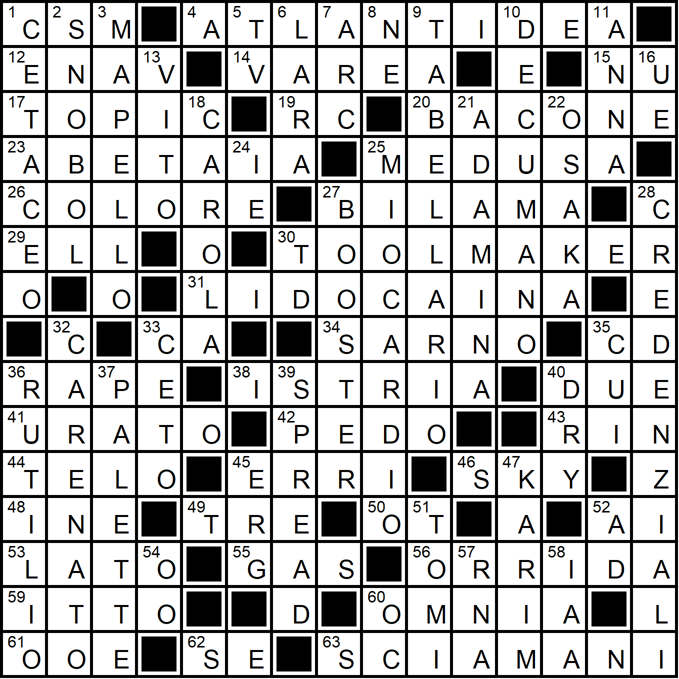 1 C 2 S 3 M 4 A 5 T 6 L 7 A 8 N 9 T I 10 D E 11 A
12 E N A 13 V 14 V A R E A E 15 N 16 U
17 T O P I 18 C 19 R C 20 B 21 A C 22 O N E
23 A B E T A 24 I A 25 M E D U S A
26 C O L O R E 27 B I L A M A 28 C
29 E L L O 30 T O O L M A K E R
O O 31 L I D O C A I N A E
32 C 33 C A 34 S A R N O 35 C D
36 R A 37 P E 38 I 39 S T R I A 40 D U E
41 U R A T O 42 P E D O 43 R I N
44 T E L O 45 E R R I 46 S 47 K Y Z
48 I N E 49 T R E 50 O 51 T A 52 A I
53 L A T 54 O 55 G A S 56 O 57 R R 58 I D A
59 I T T O D 60 O M N I A L
61 O O E 62 S E 63 S C I A M A N I